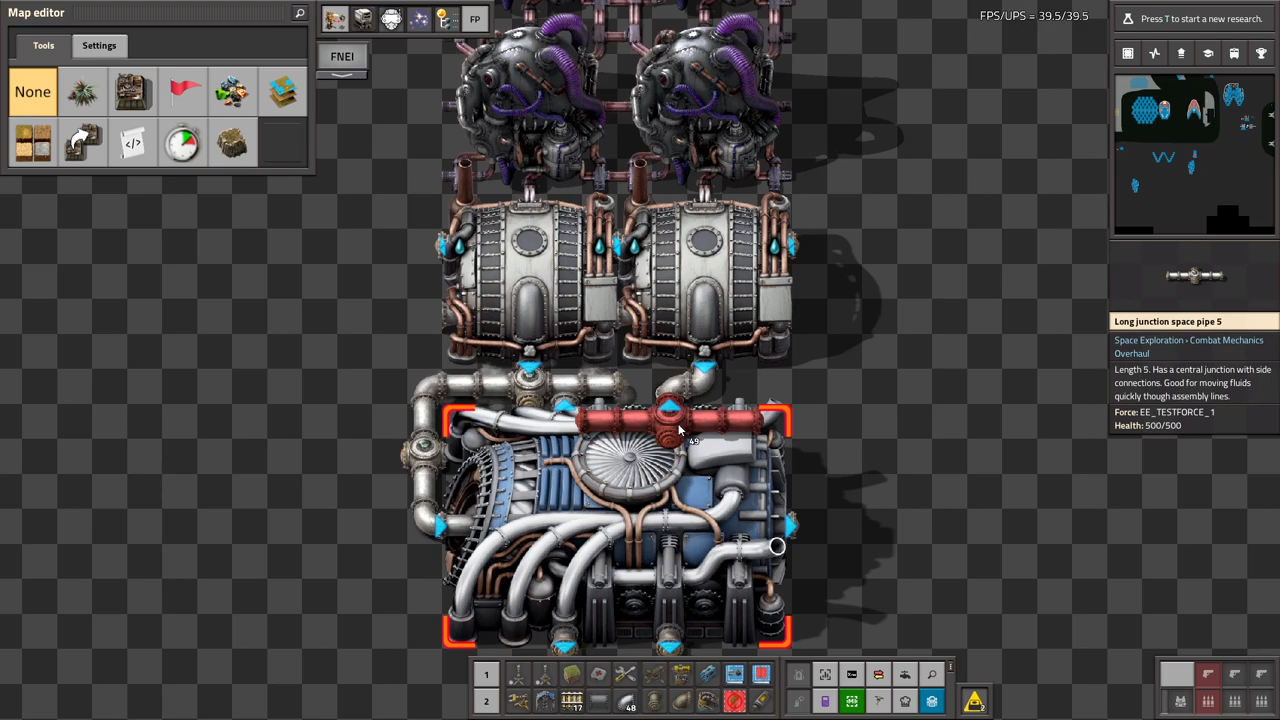 Map editor
FP
FPS/UPS = 39.5/39.5
Press T to start a new research.
Tools
Settings
FNEI
None
</>
Long junction space pipe 5
Space Exploration › Combat Mechanics
Overhaul
Length 5. Has a central junction with side
connections. Good for moving fluids
quickly though assembly lines.
Force: EE_TESTFORCE_1
Health: 500/500
49
1
2
17
48
2